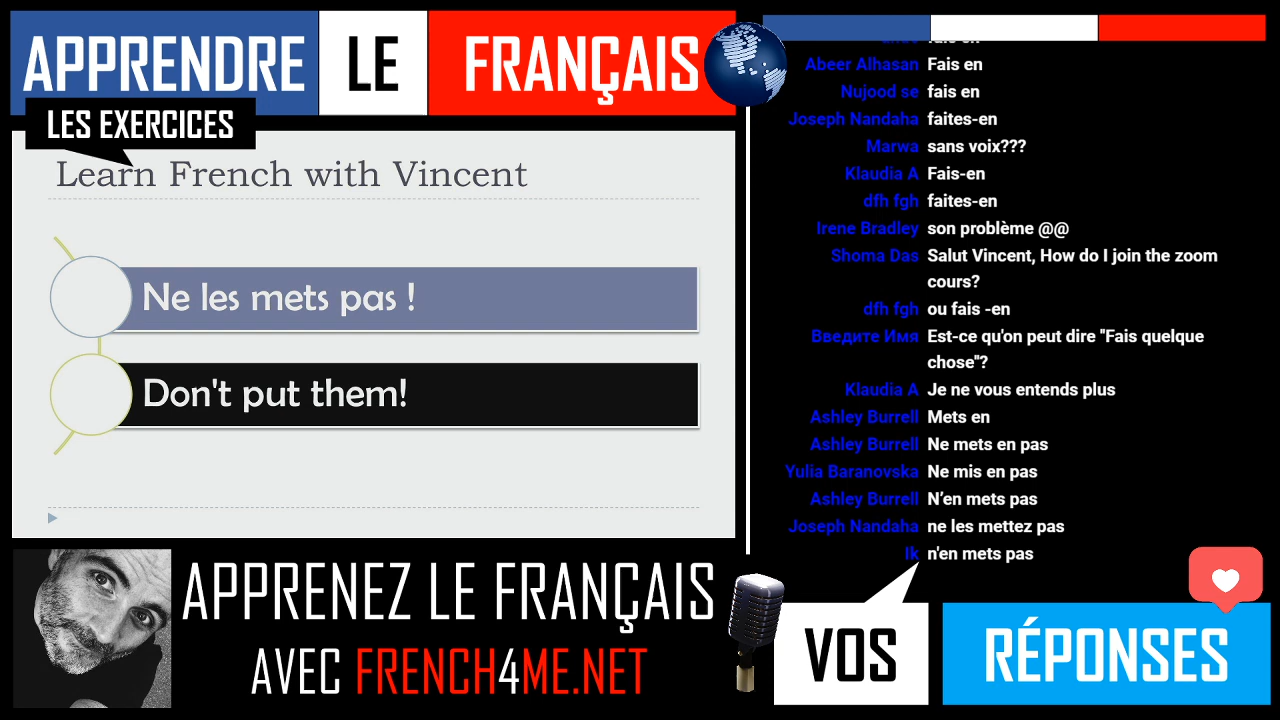 APPRENDRE LE FRANÇAIS
LES EXERCICES
Learn French with Vincent
Ne les mets pas !
Don't put them!
APPRENEZ LE FRANÇAIS
AVEC FRENCH4ME.NET
Abeer Alhasan Fais en
Nujood se fais en
Joseph Nandaha faites-en
Marwa sans voix???
Klaudia A Fais-en
dfh fgh faites-en
Irene Bradley son problème @@
Shoma Das Salut Vincent, How do I join the zoom
cours?
dfh fgh ou fais -en
Введите Имя Est-ce qu'on peut dire "Fais quelque
chose"?
Klaudia A Je ne vous entends plus
Ashley Burrell Mets en
Ashley Burrell Ne mets en pas
Yulia Baranovska Ne mis en pas
Ashley Burrell N’en mets pas
Joseph Nandaha ne les mettez pas
lk n'en mets pas
VOS RÉPONSES